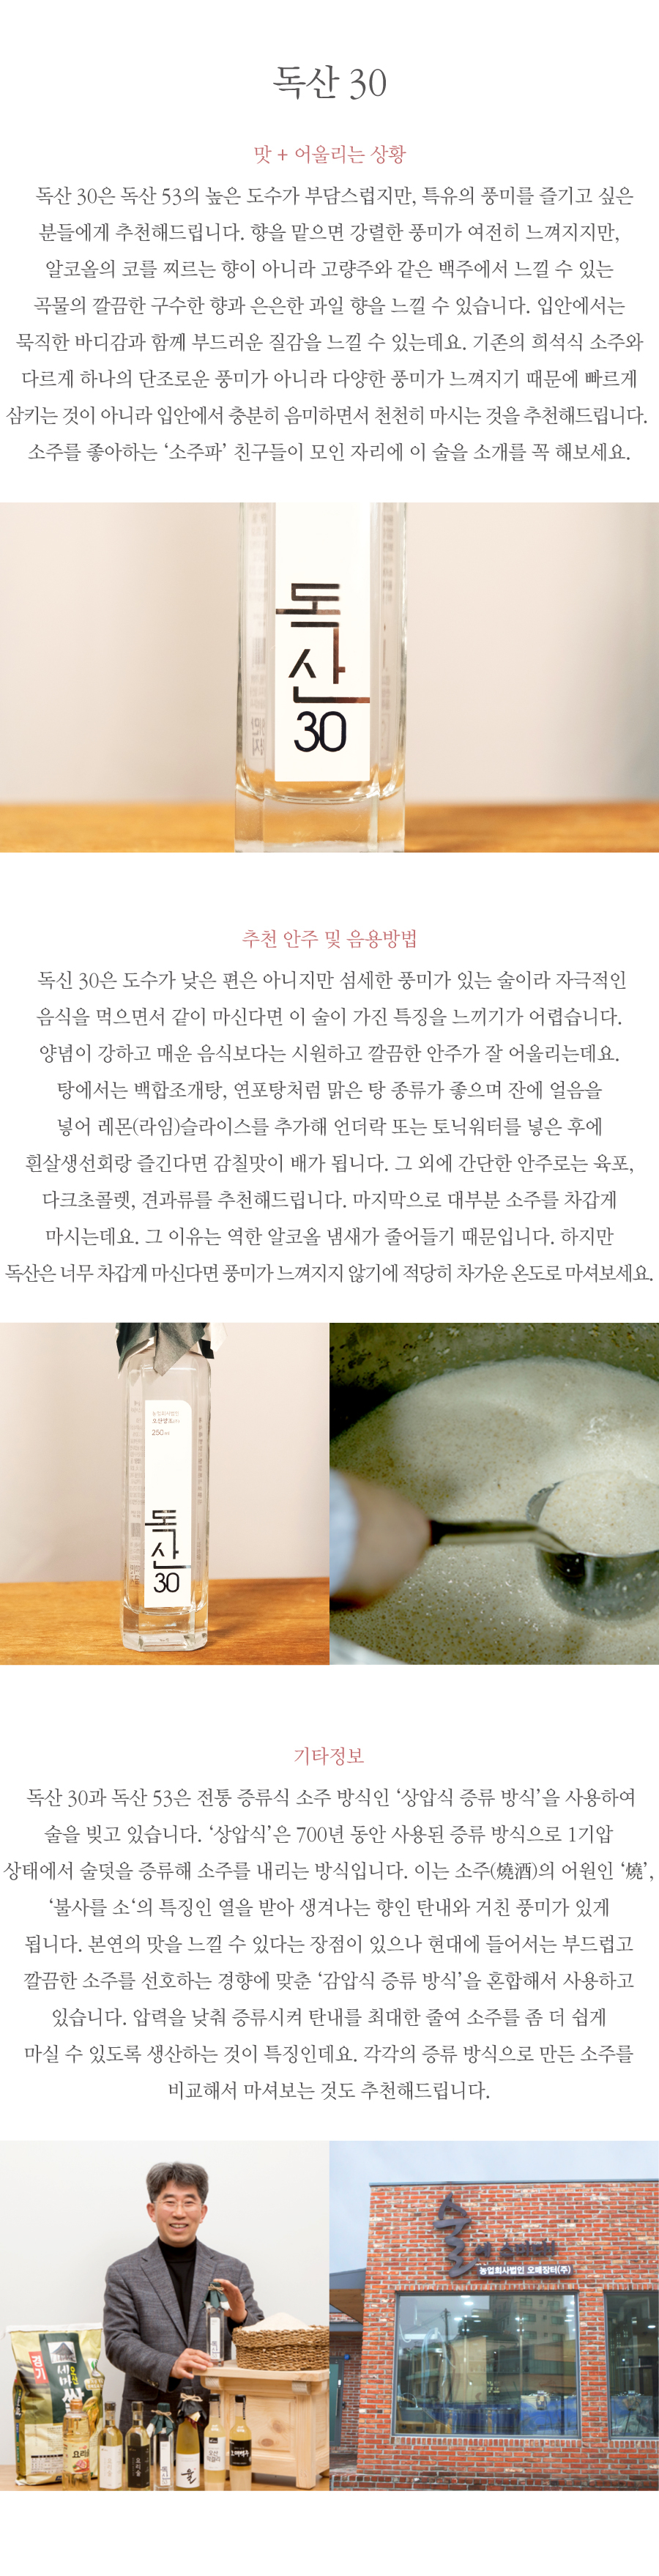 독산 30
맛 + 어울리는 상황
독산 30은 독산 53의 높은 도수가 부담스럽지만, 특유의 풍미를 즐기고 싶은
분들에게 추천해드립니다. 향을 맡으면 강렬한 풍미가 여전히 느껴지지만,
알코올의 코를 찌르는 향이 아니라 고량주와 같은 백주에서 느낄 수 있는
곡물의 깔끔한 구수한 향과 은은한 과일 향을 느낄 수 있습니다. 입안에서는
묵직한 바디감과 함께 부드러운 질감을 느낄 수 있는데요. 기존의 희석식 소주와
다르게 하나의 단조로운 풍미가 아니라 다양한 풍미가 느껴지기 때문에 빠르게
삼키는 것이 아니라 입안에서 충분히 음미하면서 천천히 마시는 것을 추천해드립니다.
소주를 좋아하는 ‘소주파’ 친구들이 모인 자리에 이 술을 소개를 꼭 해보세요.
독산
30
추천 안주 및 음용방법
독신 30은 도수가 낮은 편은 아니지만 섬세한 풍미가 있는 술이라 자극적인
음식을 먹으면서 같이 마신다면 이 술이 가진 특징을 느끼기가 어렵습니다.
양념이 강하고 매운 음식보다는 시원하고 깔끔한 안주가 잘 어울리는데요.
탕에서는 백합조개탕, 연포탕처럼 맑은 탕 종류가 좋으며 잔에 얼음을
넣어 레몬(라임)슬라이스를 추가해 언더락 또는 토닉워터를 넣은 후에
흰살생선회랑 즐긴다면 감칠맛이 배가 됩니다. 그 외에 간단한 안주로는 육포,
다크초콜렛, 견과류를 추천해드립니다. 마지막으로 대부분 소주를 차갑게
마시는데요. 그 이유는 역한 알코올 냄새가 줄어들기 때문입니다. 하지만
독산은 너무 차갑게 마신다면 풍미가 느껴지지 않기에 적당히 차가운 온도로 마셔보세요.
250ml
독산
30
기타정보
독산 30과 독산 53은 전통 증류식 소주 방식인 ‘상압식 증류 방식’을 사용하여
술을 빚고 있습니다. ‘상압식’은 700년 동안 사용된 증류 방식으로 1기압
상태에서 술덧을 증류해 소주를 내리는 방식입니다. 이는 소주(燒酒)의 어원인 ‘燒’,
‘불사를 소‘의 특징인 열을 받아 생겨나는 향인 탄내와 거친 풍미가 있게
됩니다. 본연의 맛을 느낄 수 있다는 장점이 있으나 현대에 들어서는 부드럽고
깔끔한 소주를 선호하는 경향에 맞춘 ‘감압식 증류 방식’을 혼합해서 사용하고
있습니다. 압력을 낮춰 증류시켜 탄내를 최대한 줄여 소주를 좀 더 쉽게
마실 수 있도록 생산하는 것이 특징인데요. 각각의 증류 방식으로 만든 소주를
비교해서 마셔보는 것도 추천해드립니다.
경기
세마쌀
요리술
율
술
농업회사법인 오매장터(주)